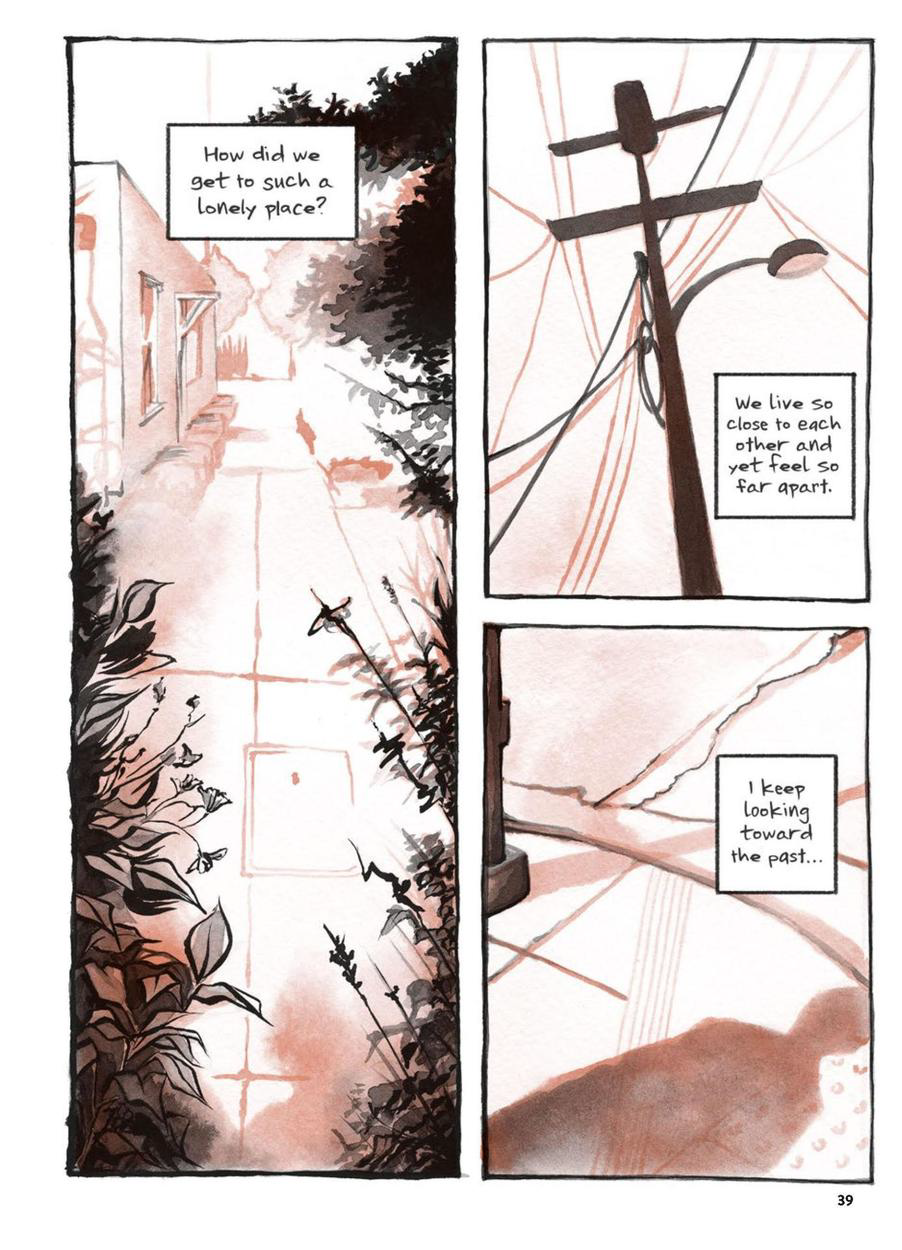 How did we
get to such a
lonely place?
We live so
close to each
other and
yet feel so
far apart.
I keep
looking
toward
the past...
39